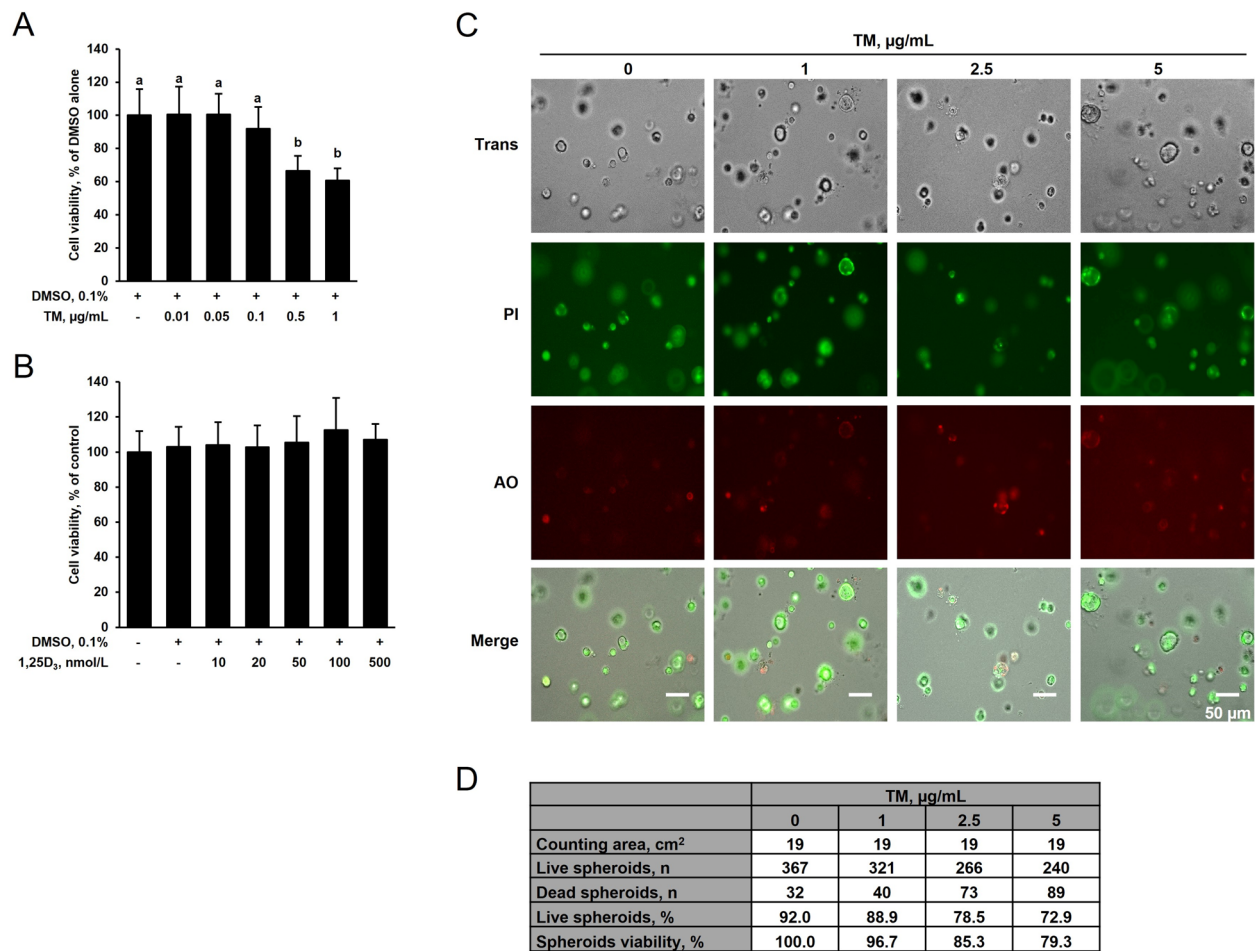 A
Cell viability, % of DMSO alone
140
120
100
80
60
40
20
0
a a a a b b
DMSO, 0.1% + + + + + +
TM, µg/mL - 0.01 0.05 0.1 0.5 1
B
Cell viability, % of control
140
120
100
80
60
40
20
0
DMSO, 0.1% - + + + + + +
1,25D₃, nmol/L - - 10 20 50 100 500
C
TM, µg/mL
0 1 2.5 5
Trans
PI
AO
Merge
50 µm
D
TM, µg/mL
0 1 2.5 5
Counting area, cm² 19 19 19 19
Live spheroids, n 367 321 266 240
Dead spheroids, n 32 40 73 89
Live spheroids, % 92.0 88.9 78.5 72.9
Spheroids viability, % 100.0 96.7 85.3 79.3